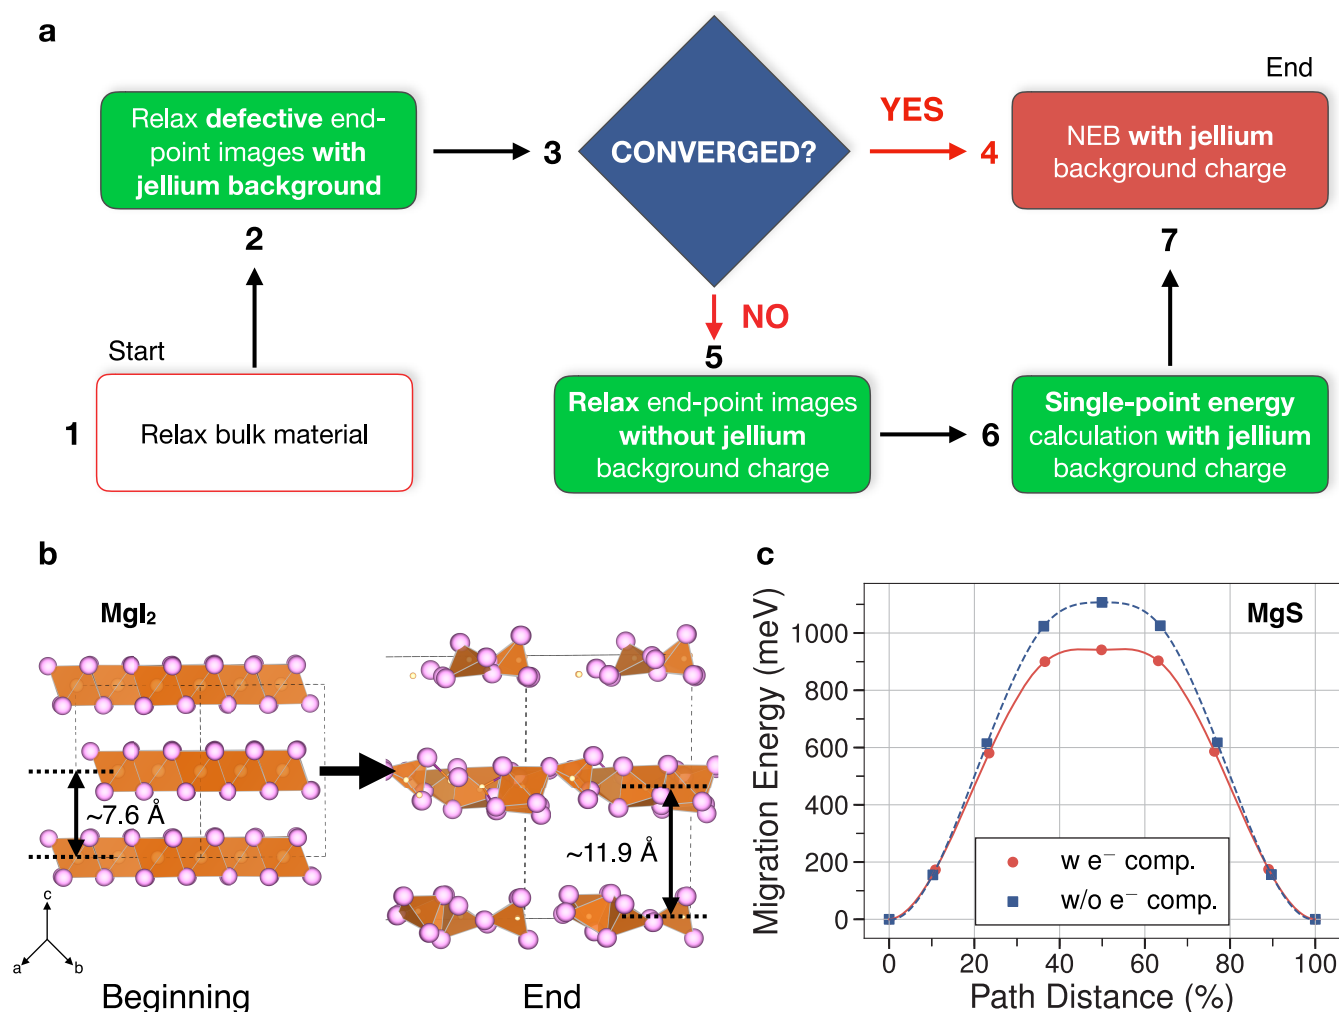 a
Relax defective end-
point images with
jellium background
2
3
CONVERGED?
YES
4
End
NEB with jellium
background charge
7
NO
5
Start
1
Relax bulk material
Relax end-point images
without jellium
background charge
6
Single-point energy
calculation with jellium
background charge
b
MgI₂
~7.6 Å
~11.9 Å
c
a
b
Beginning
End
c
MgS
Migration Energy (meV)
1000
800
600
400
200
0
w e⁻ comp.
w/o e⁻ comp.
0 20 40 60 80 100
Path Distance (%)